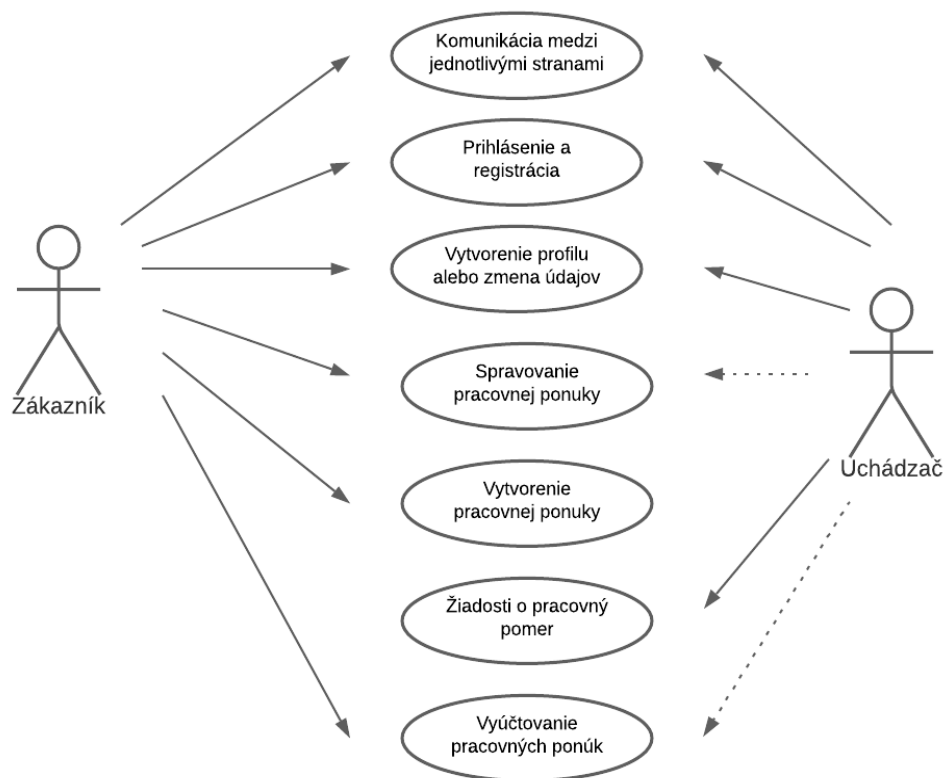 Komunikácia medzi
jednotlivými stranami
Prihlásenie a
registrácia
Vytvorenie profilu
alebo zmena údajov
Spravovanie
pracovnej ponuky
Zákazník
Uchádzač
Vytvorenie
pracovnej ponuky
Žiadosti o pracovný
pomer
Vyúčtovanie
pracovných ponúk